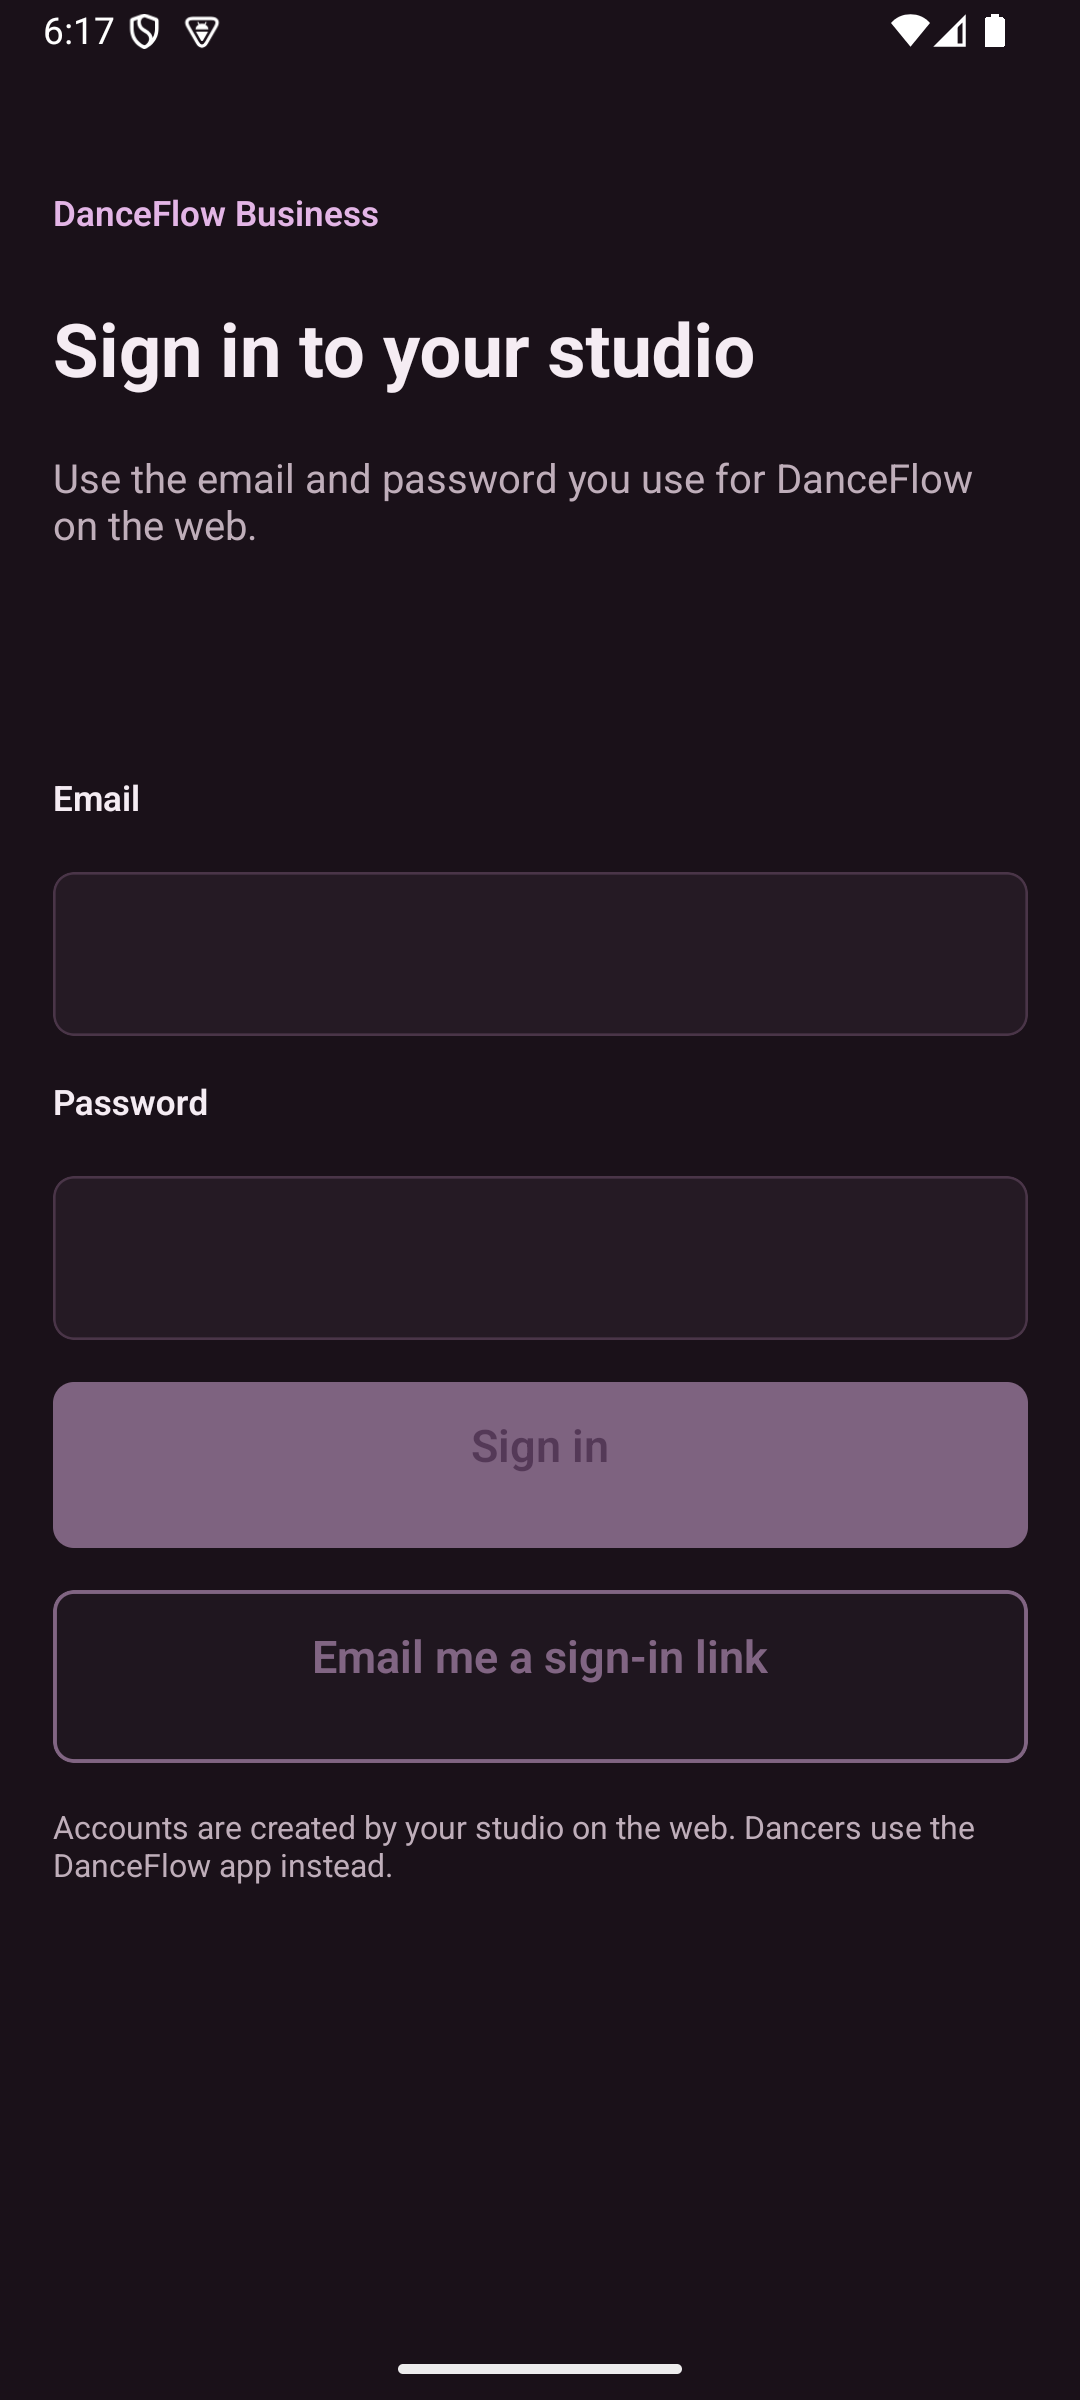 6:17
DanceFlow Business
Sign in to your studio
Use the email and password you use for DanceFlow
on the web.
Email
Password
Sign in
Email me a sign-in link
Accounts are created by your studio on the web. Dancers use the
DanceFlow app instead.